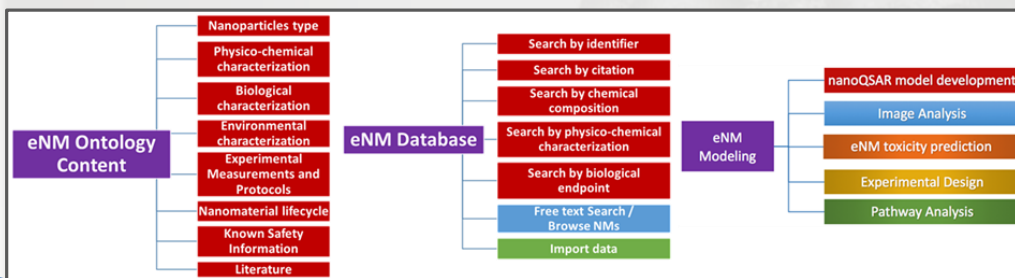 eNM Ontology
Content
Nanoparticles type
Physico-chemical
characterization
Biological
characterization
Environmental
characterization
Experimental
Measurements and
Protocols
Nanomaterial lifecycle
Known Safety
Information
Literature
eNM Database
Search by identifier
Search by citation
Search by chemical
composition
Search by physico-chemical
characterization
Search by biological
endpoint
Free text Search /
Browse NMs
Import data
eNM
Modeling
nanoQSAR model development
Image Analysis
eNM toxicity prediction
Experimental Design
Pathway Analysis